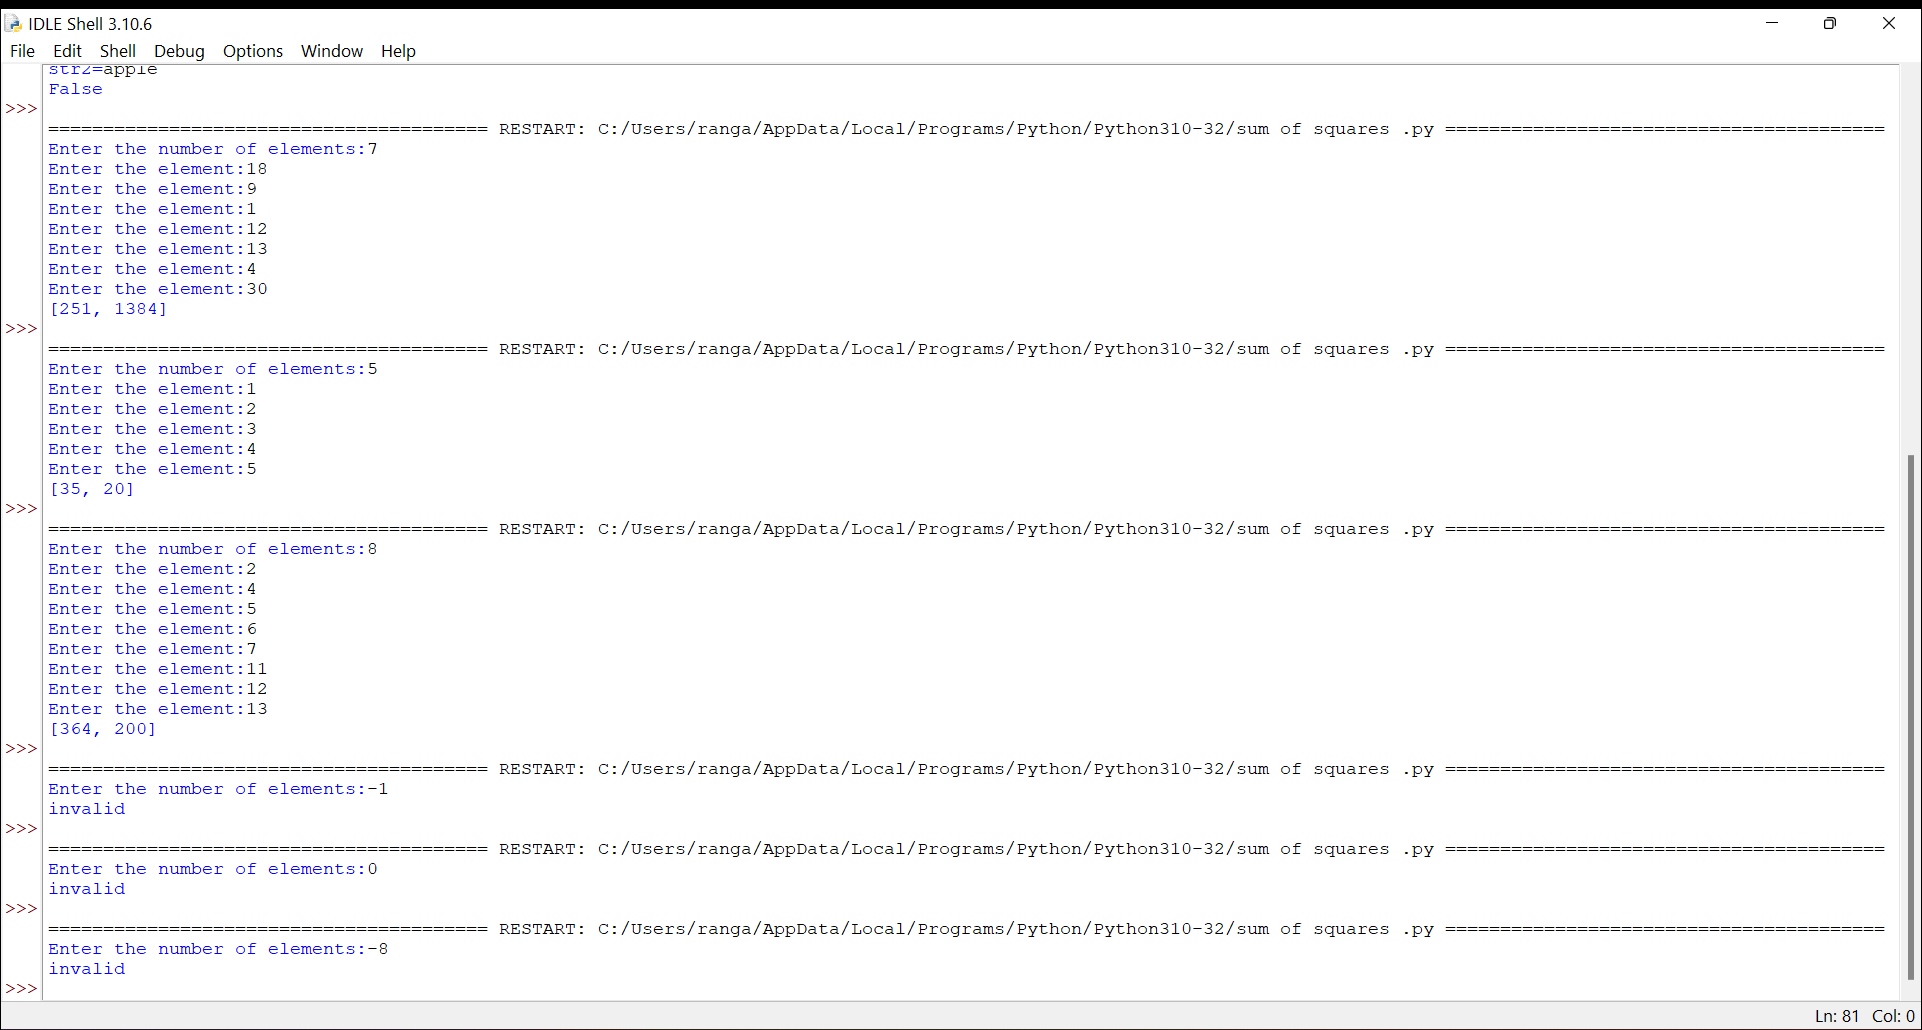 IDLE Shell 3.10.6
File Edit Shell Debug Options Window Help
str2=apple
False
>>>
======================================== RESTART: C:/Users/ranga/AppData/Local/Programs/Python/Python310-32/sum of squares .py ========================================
Enter the number of elements:7
Enter the element:18
Enter the element:9
Enter the element:1
Enter the element:12
Enter the element:13
Enter the element:4
Enter the element:30
[251, 1384]
>>>
======================================== RESTART: C:/Users/ranga/AppData/Local/Programs/Python/Python310-32/sum of squares .py ========================================
Enter the number of elements:5
Enter the element:1
Enter the element:2
Enter the element:3
Enter the element:4
Enter the element:5
[35, 20]
>>>
======================================== RESTART: C:/Users/ranga/AppData/Local/Programs/Python/Python310-32/sum of squares .py ========================================
Enter the number of elements:8
Enter the element:2
Enter the element:4
Enter the element:5
Enter the element:6
Enter the element:7
Enter the element:11
Enter the element:12
Enter the element:13
[364, 200]
>>>
======================================== RESTART: C:/Users/ranga/AppData/Local/Programs/Python/Python310-32/sum of squares .py ========================================
Enter the number of elements:-1
invalid
>>>
======================================== RESTART: C:/Users/ranga/AppData/Local/Programs/Python/Python310-32/sum of squares .py ========================================
Enter the number of elements:0
invalid
>>>
======================================== RESTART: C:/Users/ranga/AppData/Local/Programs/Python/Python310-32/sum of squares .py ========================================
Enter the number of elements:-8
invalid
>>>
Ln: 81 Col: 0